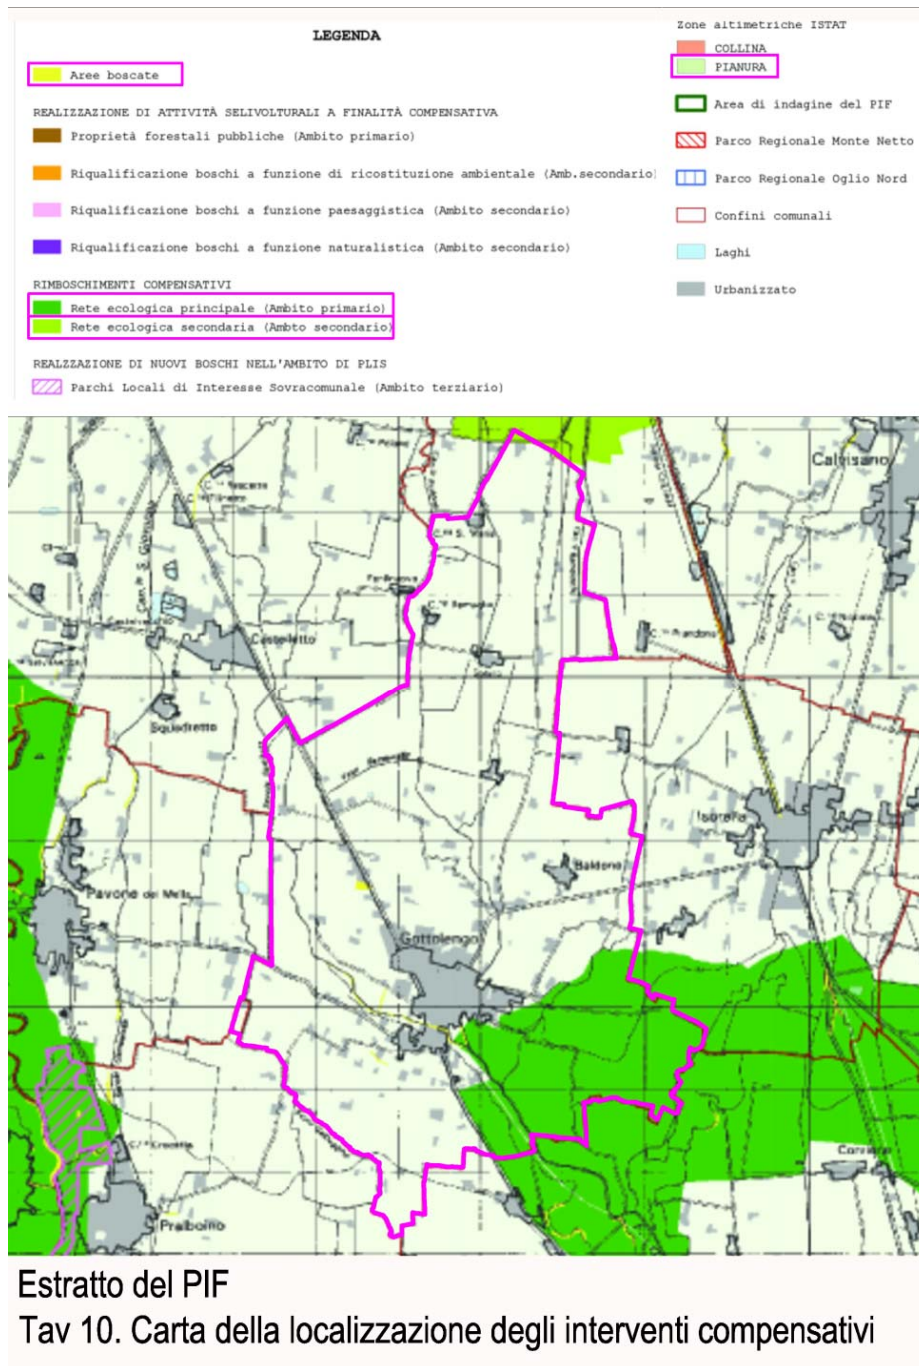 LEGENDA
Aree boscate
REALIZZAZIONE DI ATTIVITÀ SELIVOLTURALI A FINALITÀ COMPENSATIVA
Proprietà forestali pubbliche (Ambito primario)
Riqualificazione boschi a funzione di ricostituzione ambientale (Amb.secondario)
Riqualificazione boschi a funzione paesaggistica (Ambito secondario)
Riqualificazione boschi a funzione naturalistica (Ambito secondario)
RIMBOSCHIMENTI COMPENSATIVI
Rete ecologica principale (Ambito primario)
Rete ecologica secondaria (Ambto secondario)
REALZZAZIONE DI NUOVI BOSCHI NELL'AMBITO DI PLIS
Parchi Locali di Interesse Sovracomunale (Ambito terziario)
Zone altimetriche ISTAT
COLLINA
PIANURA
Area di indagine del PIF
Parco Regionale Monte Netto
Parco Regionale Oglio Nord
Confini comunali
Laghi
Urbanizzato
Calvisano
Castelletto
Squadretto
Isorella
Baldone
Pavone del Mella
Gottolengo
Pralboino
Estratto del PIF
Tav 10. Carta della localizzazione degli interventi compensativi